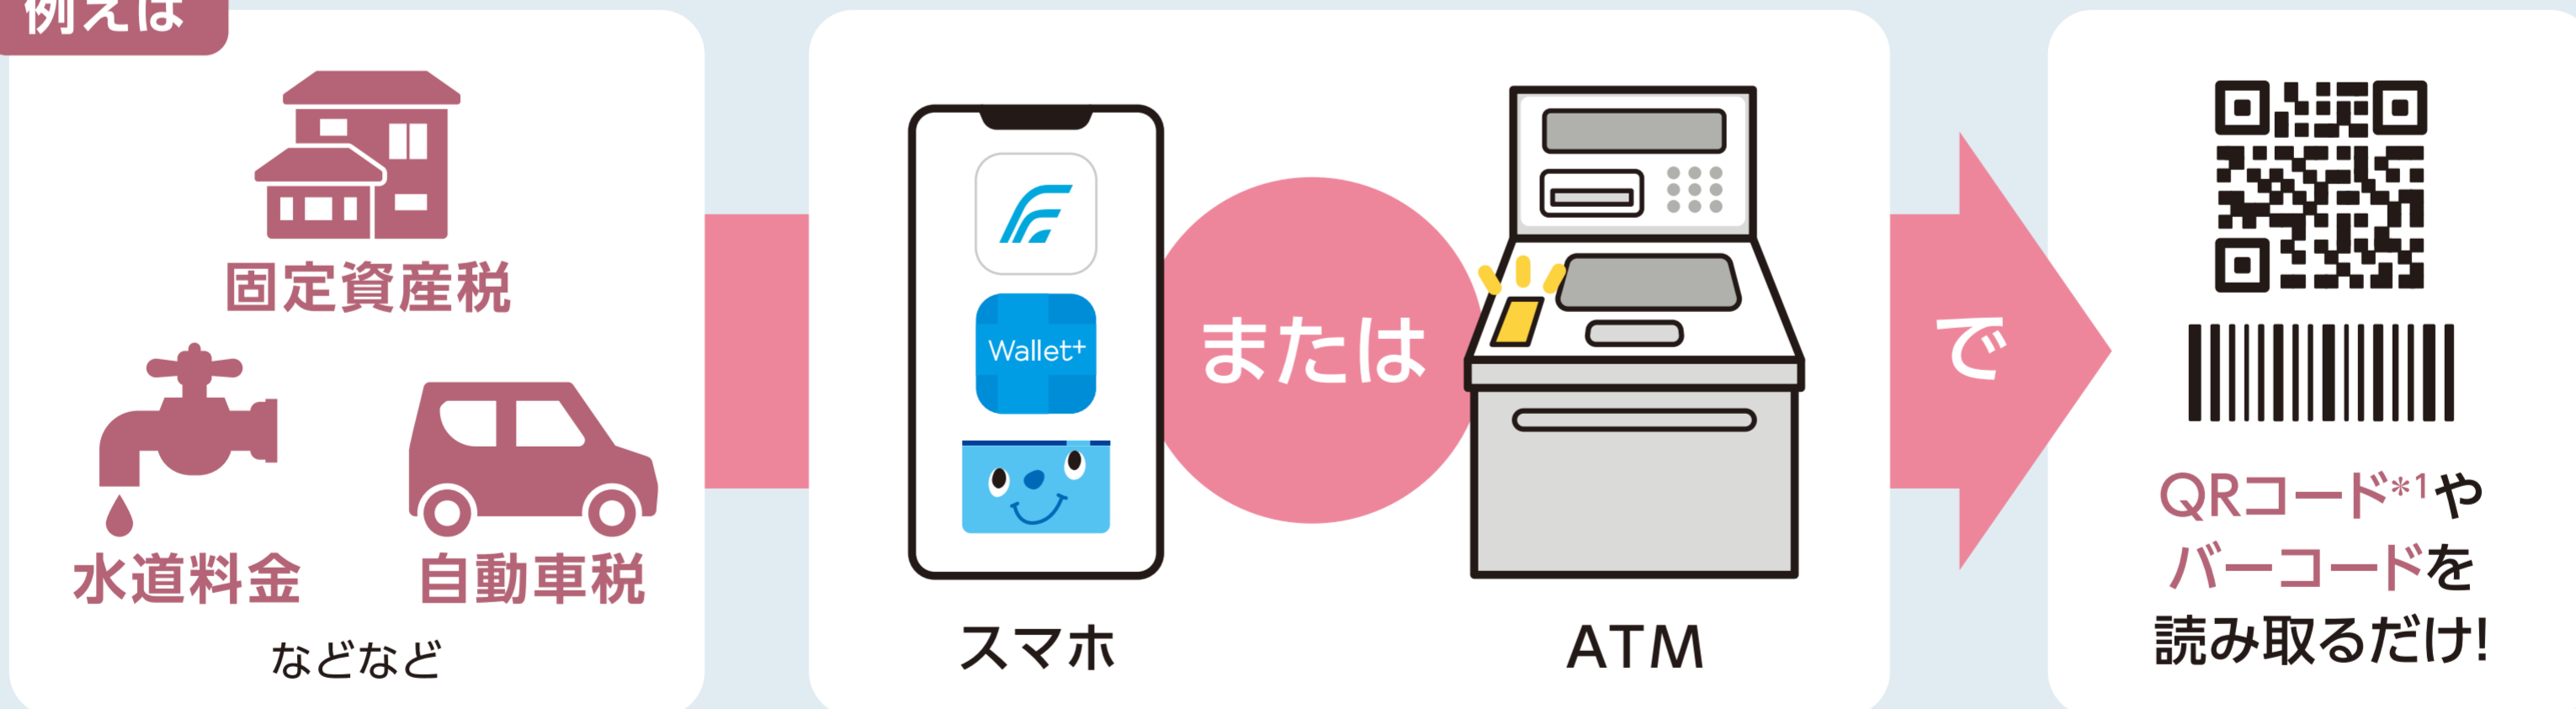 例えば
固定資産税
水道料金
自動車税
などなど
Wallet+
スマホ
または
ATM
で
QRコード*1や
バーコードを
読み取るだけ!